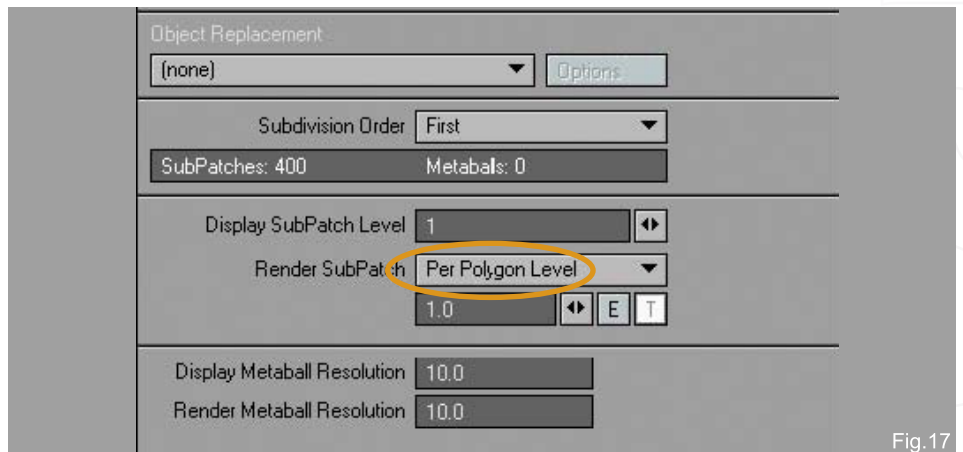 Object Replacement
(none) Options
Subdivision Order First
SubPatches: 400 Metabals: 0
Display SubPatch Level 1
Render SubPatch Per Polygon Level
1.0 E T
Display Metaball Resolution 10.0
Render Metaball Resolution 10.0
Fig.17